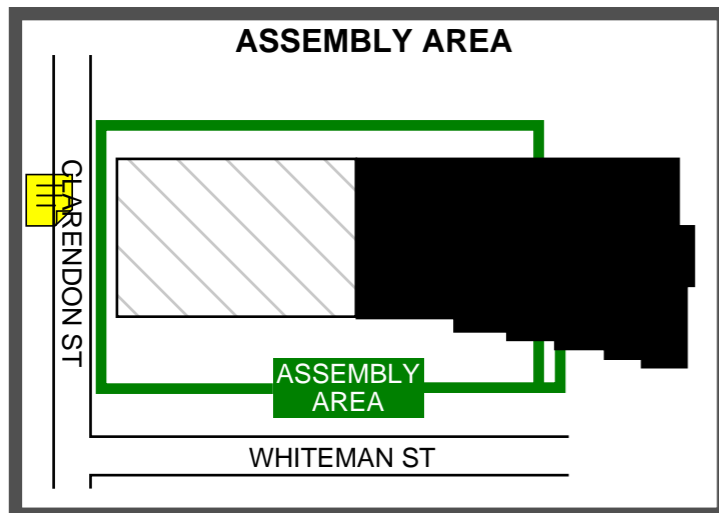 ASSEMBLY AREA
CLARENDON ST
ASSEMBLY
AREA
WHITEMAN ST